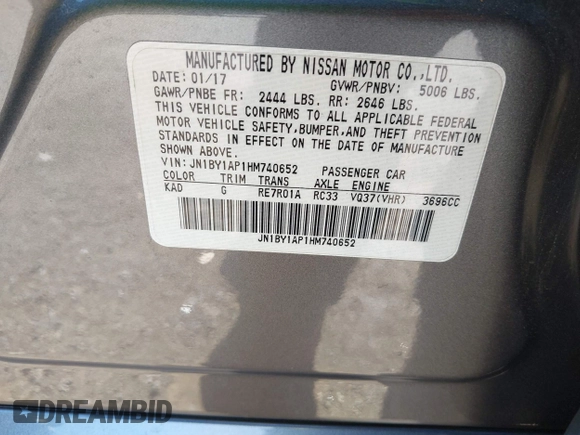 MANUFACTURED BY NISSAN MOTOR CO.,LTD.
DATE: 01/17 GVWR/PNBV: 5006 LBS.
GAWR/PNBE FR: 2444 LBS. RR: 2646 LBS.
THIS VEHICLE CONFORMS TO ALL APPLICABLE FEDERAL
MOTOR VEHICLE SAFETY,BUMPER,AND THEFT PREVENTION
STANDARDS IN EFFECT ON THE DATE OF MANUFACTURE
SHOWN ABOVE.
VIN: JN1BY1AP1HM740652 PASSENGER CAR
COLOR TRIM TRANS AXLE ENGINE
KAD G RE7R01A RC33 VQ37(VHR) 3696CC
JN1BY1AP1HM740652
DREAMBID